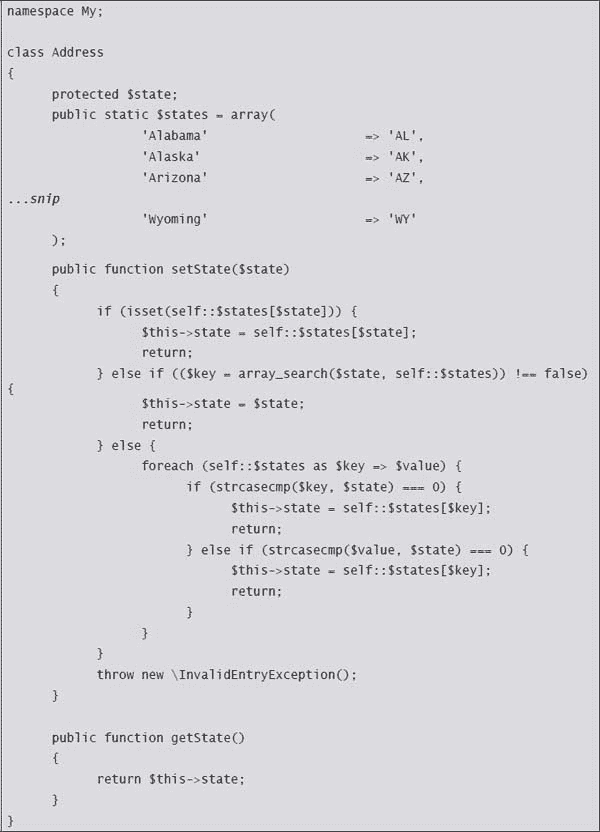 namespace My;
class Address
{
protected $state;
public static $states = array(
'Alabama' => 'AL',
'Alaska' => 'AK',
'Arizona' => 'AZ',
...snip
'Wyoming' => 'WY'
);
public function setState($state)
{
if (isset(self::$states[$state])) {
$this->state = self::$states[$state];
return;
} else if (($key = array_search($state, self::$states)) !== false)
{
$this->state = $state;
return;
} else {
foreach (self::$states as $key => $value) {
if (strcasecmp($key, $state) === 0) {
$this->state = self::$states[$key];
return;
} else if (strcasecmp($value, $state) === 0) {
$this->state = self::$states[$key];
return;
}
}
}
throw new \InvalidEntryException();
}
public function getState()
{
return $this->state;
}
}